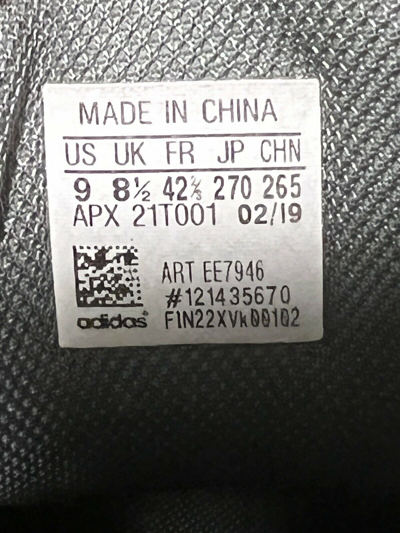 MADE IN CHINA
US UK FR JP CHN
9 8½ 42⅔ 270 265
APX 21T001 02/19
ART EE7946
#121435670
adidas F1N22XVk00102